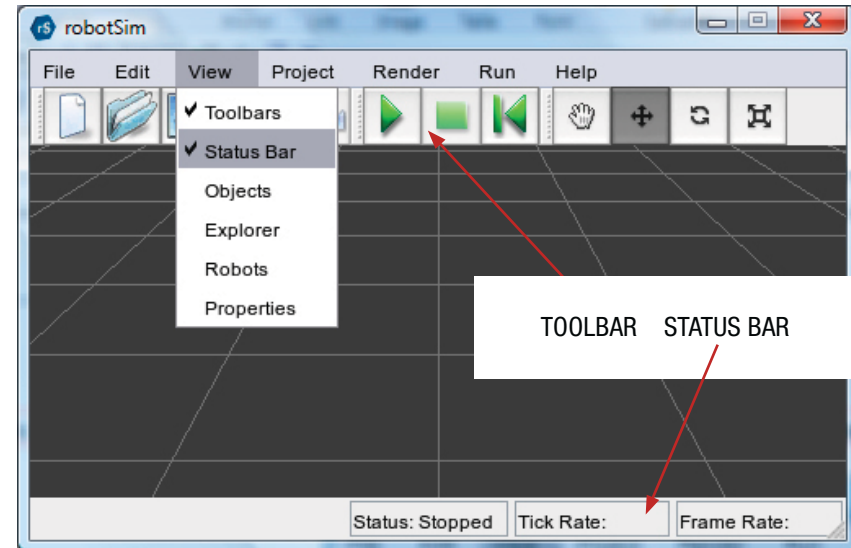 rS robotSim
File Edit View Project Render Run Help
Toolbars
Status Bar
Objects
Explorer
Robots
Properties
TOOLBAR STATUS BAR
Status: Stopped Tick Rate: Frame Rate: